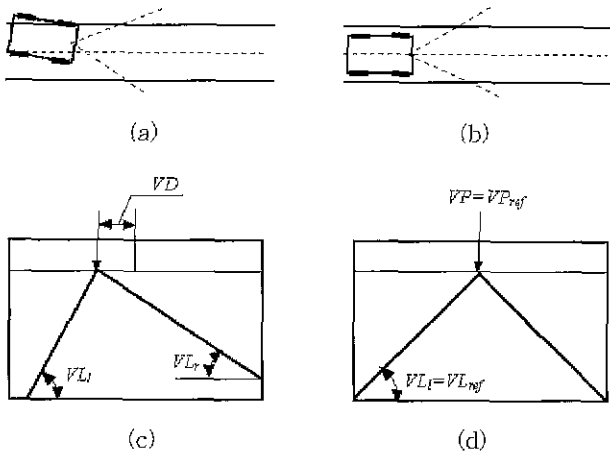 (a)
(b)
VD
VP=VP_ref
VL_l
VL_r
VL_l=VL_ref
(c)
(d)